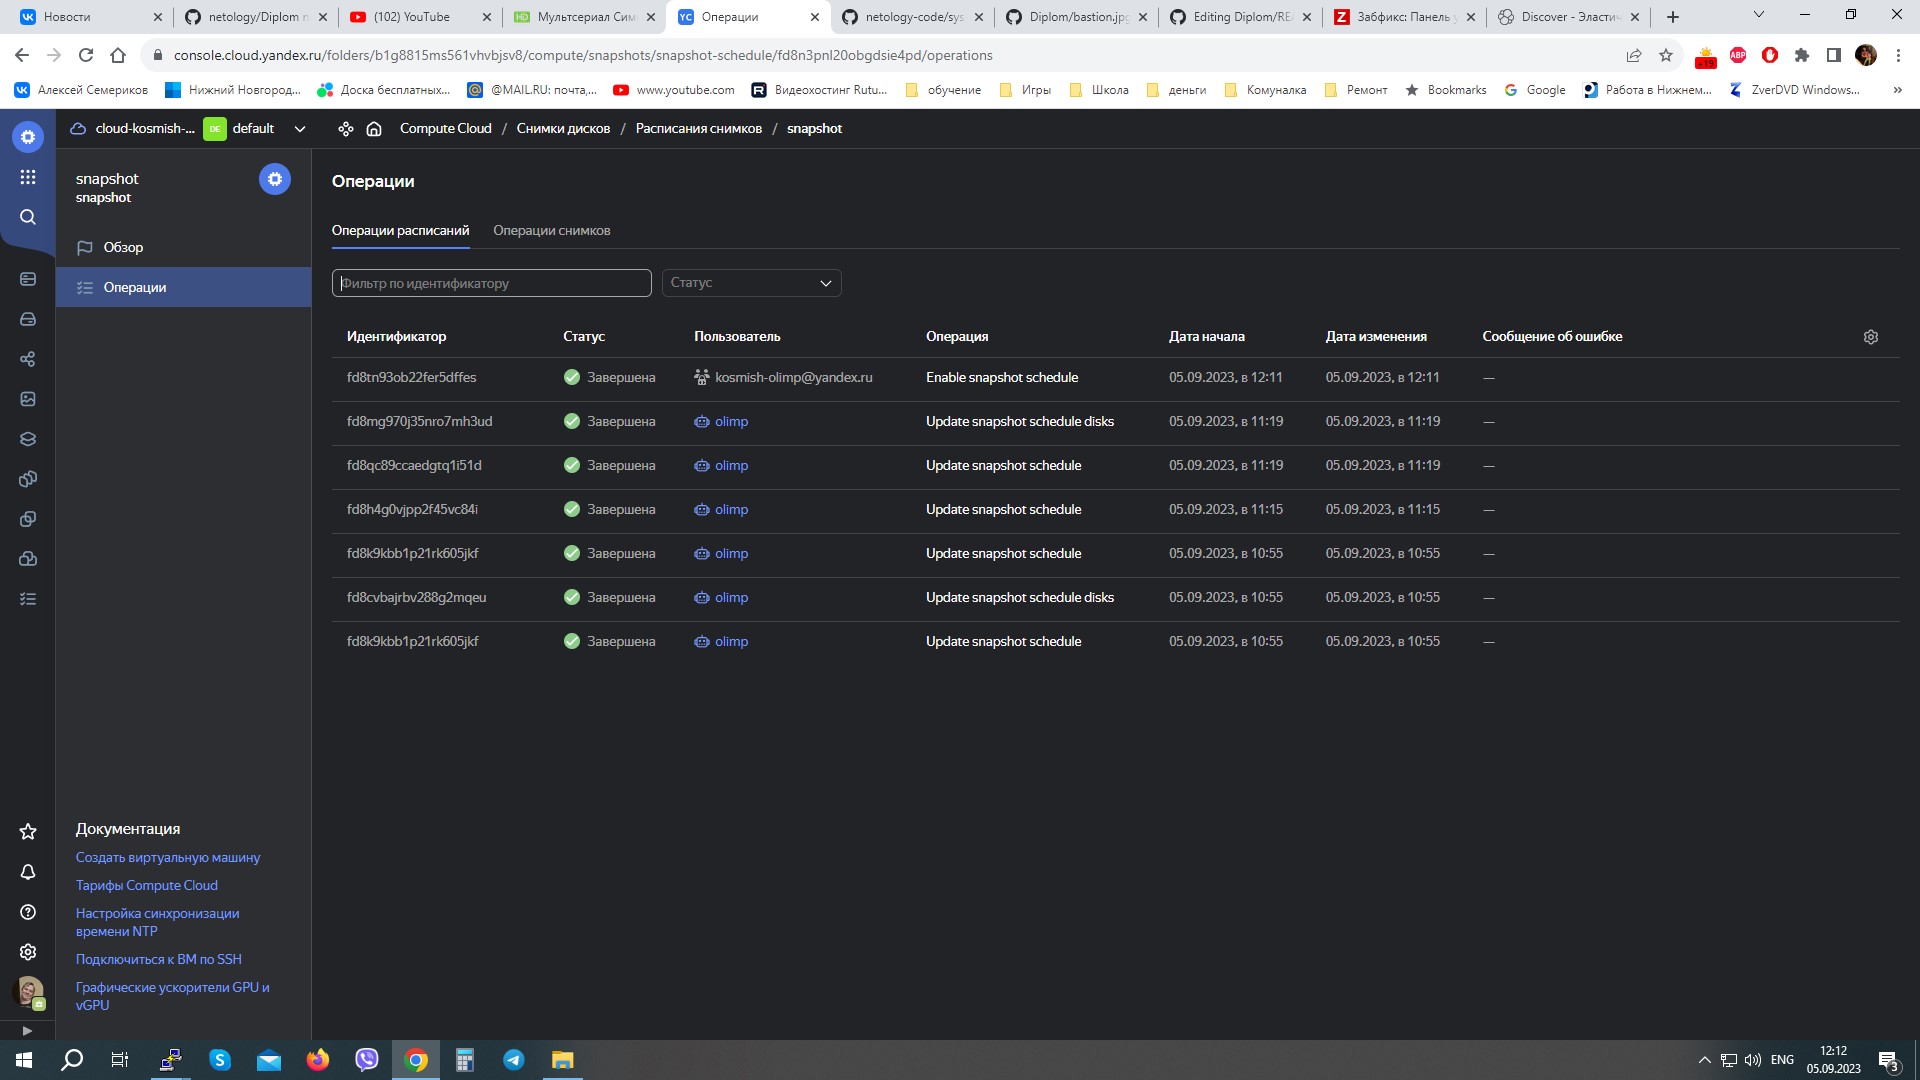 Новости
netology/Diplom n
(102) YouTube
Мультсериал Сим
Операции
netology-code/sys
Diplom/bastion.jpg
Editing Diplom/REA
Забфикс: Панель у
Discover - Эластич
console.cloud.yandex.ru/folders/b1g8815ms561vhvbjsv8/compute/snapshots/snapshot-schedule/fd8n3pnl20obgdsie4pd/operations
+19
ABP
Алексей Семериков
Нижний Новгород...
Доска бесплатных...
@MAIL.RU: почта,...
www.youtube.com
Видеохостинг Rutu...
обучение
Игры
Школа
деньги
Комуналка
Ремонт
Bookmarks
Google
Работа в Нижнем...
ZverDVD Windows...
»
cloud-kosmish-...
DE
default
Compute Cloud / Снимки дисков / Расписания снимков / snapshot
snapshot
snapshot
Обзор
Операции
Документация
Создать виртуальную машину
Тарифы Compute Cloud
Настройка синхронизации
времени NTP
Подключиться к ВМ по SSH
Графические ускорители GPU и
vGPU
Операции
Операции расписаний
Операции снимков
Фильтр по идентификатору
Статус
Идентификатор Статус Пользователь Операция Дата начала Дата изменения Сообщение об ошибке
fd8tn93ob22fer5dffes Завершена kosmish-olimp@yandex.ru Enable snapshot schedule 05.09.2023, в 12:11 05.09.2023, в 12:11 —
fd8mg970j35nro7mh3ud Завершена olimp Update snapshot schedule disks 05.09.2023, в 11:19 05.09.2023, в 11:19 —
fd8qc89ccaedgtq1i51d Завершена olimp Update snapshot schedule 05.09.2023, в 11:19 05.09.2023, в 11:19 —
fd8h4g0vjpp2f45vc84i Завершена olimp Update snapshot schedule 05.09.2023, в 11:15 05.09.2023, в 11:15 —
fd8k9kbb1p21rk605jkf Завершена olimp Update snapshot schedule 05.09.2023, в 10:55 05.09.2023, в 10:55 —
fd8cvbajrbv288g2mqeu Завершена olimp Update snapshot schedule disks 05.09.2023, в 10:55 05.09.2023, в 10:55 —
fd8k9kbb1p21rk605jkf Завершена olimp Update snapshot schedule 05.09.2023, в 10:55 05.09.2023, в 10:55 —
ENG
12:12
05.09.2023
3